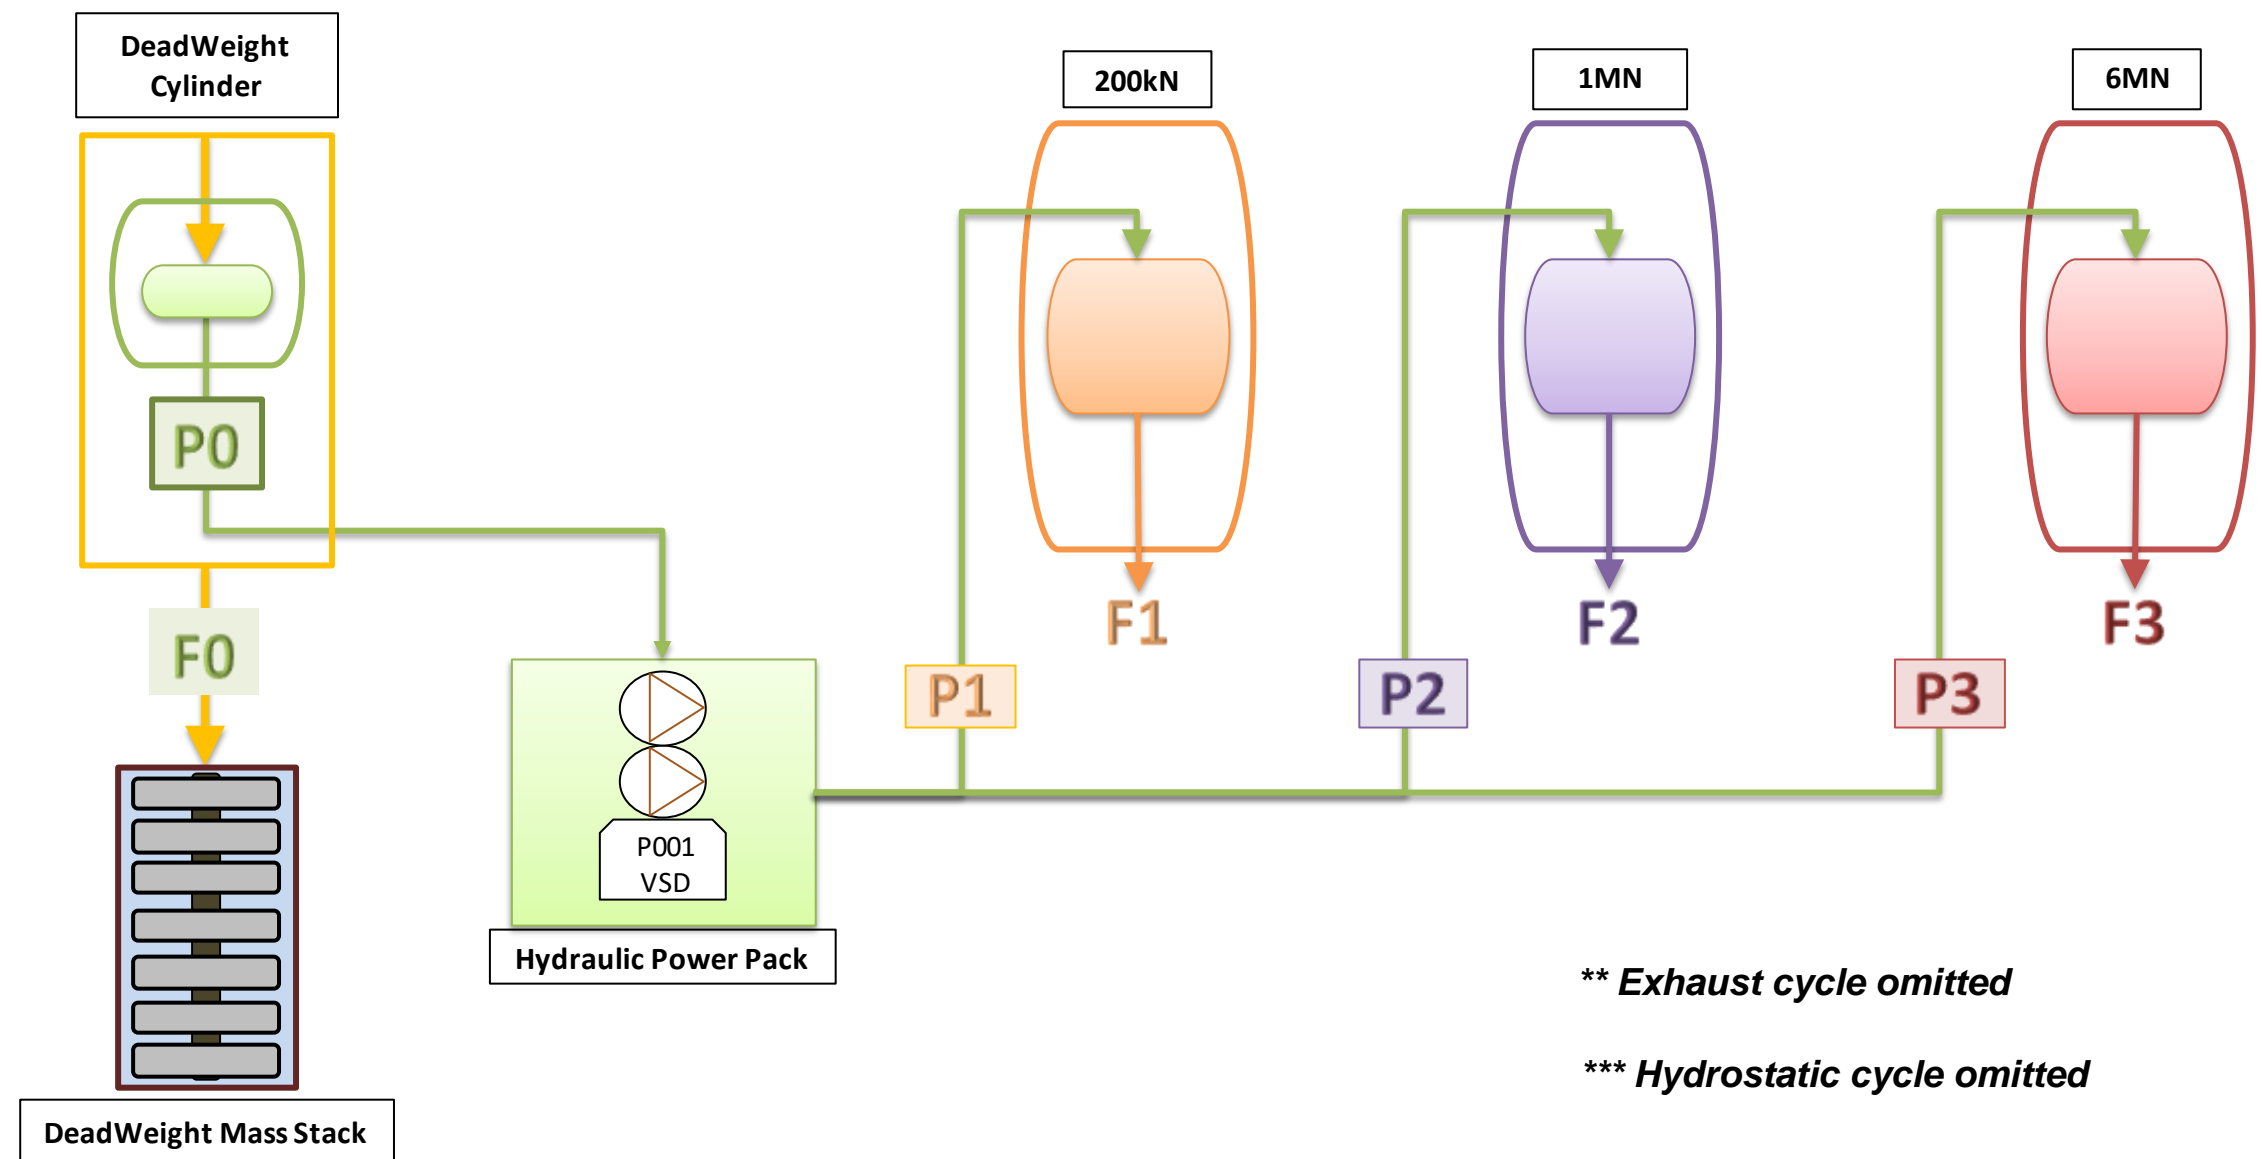 DeadWeight
Cylinder
200kN
1MN
6MN
P0
F0
F1
F2
F3
P1
P2
P3
P001
VSD
Hydraulic Power Pack
** Exhaust cycle omitted
*** Hydrostatic cycle omitted
DeadWeight Mass Stack